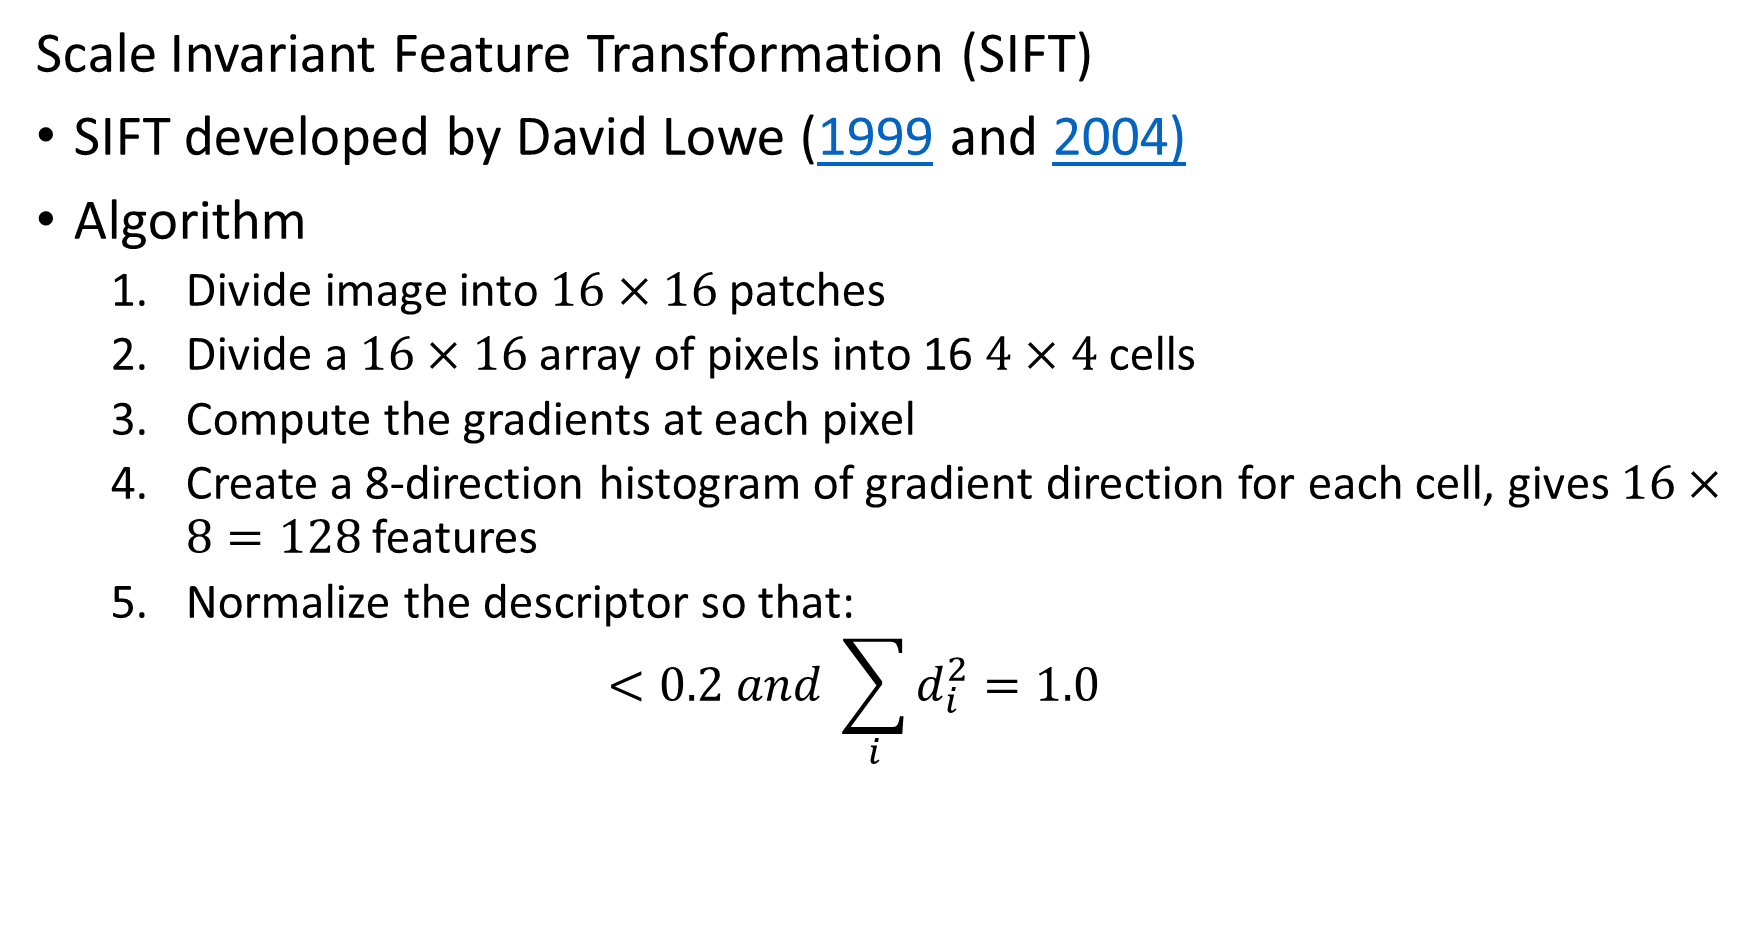 Scale Invariant Feature Transformation (SIFT)
• SIFT developed by David Lowe (1999 and 2004)
• Algorithm
1. Divide image into 16 × 16 patches
2. Divide a 16 × 16 array of pixels into 16 4 × 4 cells
3. Compute the gradients at each pixel
4. Create a 8-direction histogram of gradient direction for each cell, gives 16 ×
8 = 128 features
5. Normalize the descriptor so that:
< 0.2 and ∑_i d_i^2 = 1.0